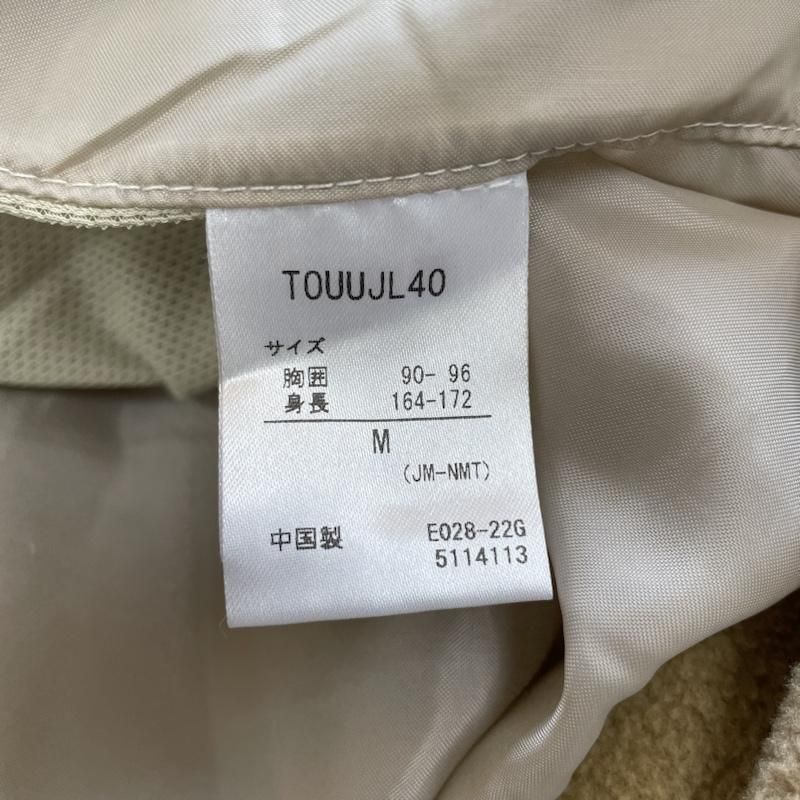 TOUUJL40
サイズ
胸囲 90- 96
身長 164-172
M
(JM-NMT)
中国製 E028-22G
5114113